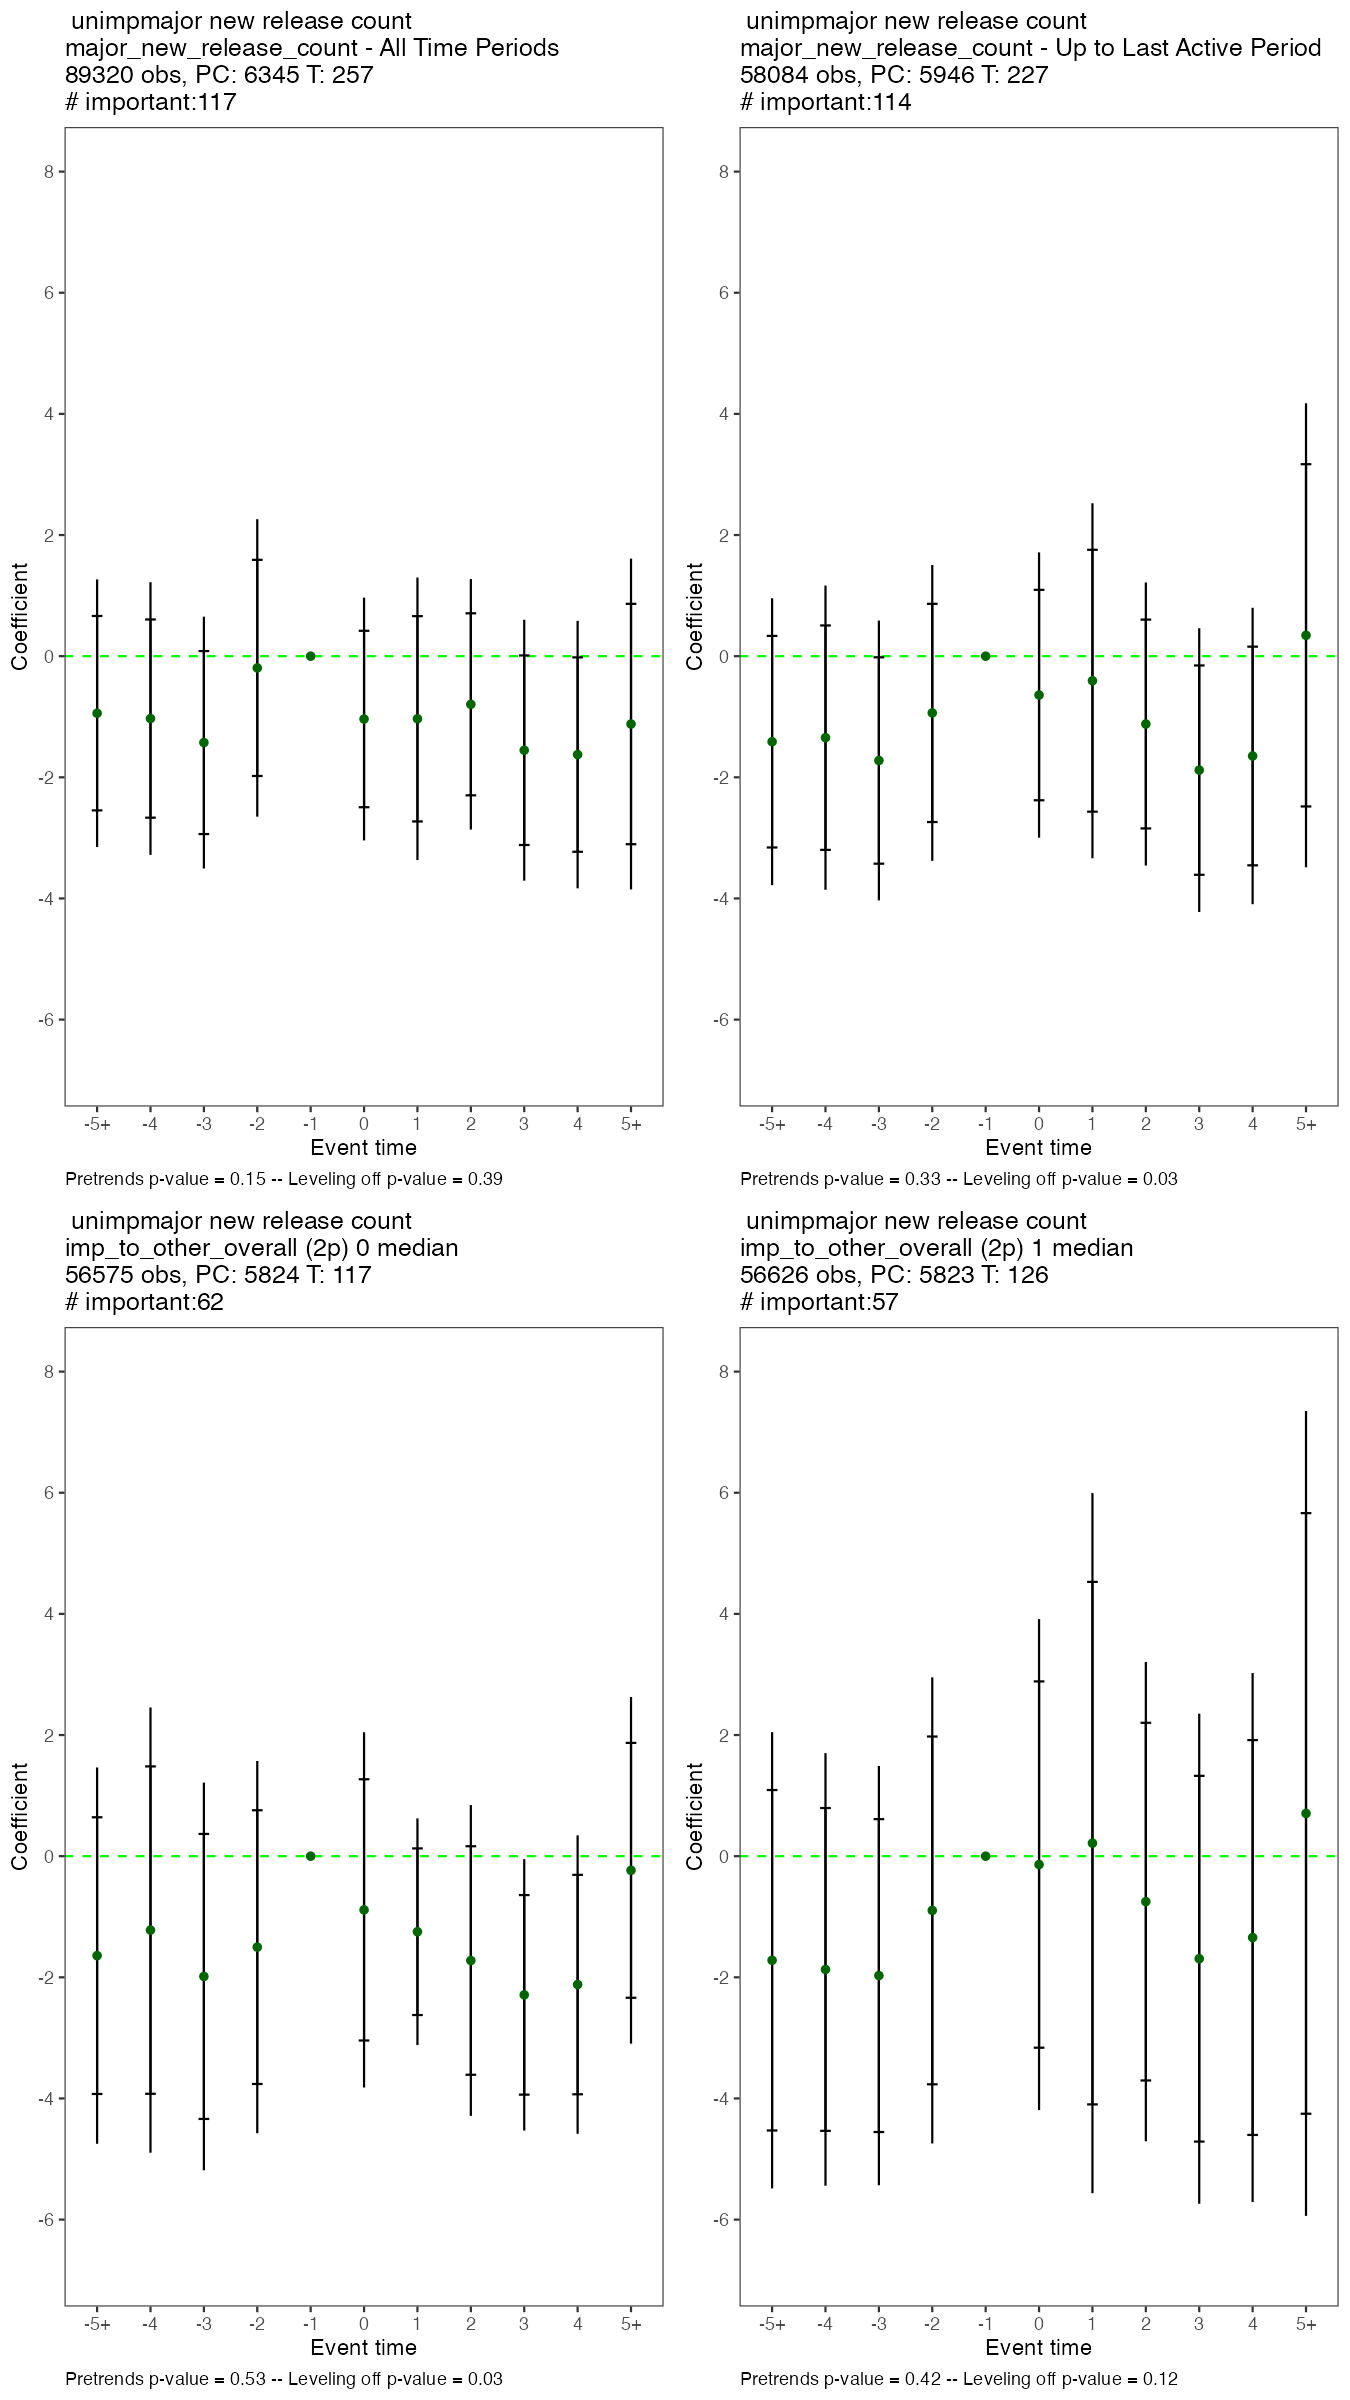 unimpmajor new release count
major_new_release_count - All Time Periods
89320 obs, PC: 6345 T: 257
# important:117
8
6
4
2
0
-2
-4
-6
Coefficient
-5+ -4 -3 -2 -1 0 1 2 3 4 5+
Event time
Pretrends p-value = 0.15 -- Leveling off p-value = 0.39
unimpmajor new release count
major_new_release_count - Up to Last Active Period
58084 obs, PC: 5946 T: 227
# important:114
8
6
4
2
0
-2
-4
-6
Coefficient
-5+ -4 -3 -2 -1 0 1 2 3 4 5+
Event time
Pretrends p-value = 0.33 -- Leveling off p-value = 0.03
unimpmajor new release count
imp_to_other_overall (2p) 0 median
56575 obs, PC: 5824 T: 117
# important:62
8
6
4
2
0
-2
-4
-6
Coefficient
-5+ -4 -3 -2 -1 0 1 2 3 4 5+
Event time
Pretrends p-value = 0.53 -- Leveling off p-value = 0.03
unimpmajor new release count
imp_to_other_overall (2p) 1 median
56626 obs, PC: 5823 T: 126
# important:57
8
6
4
2
0
-2
-4
-6
Coefficient
-5+ -4 -3 -2 -1 0 1 2 3 4 5+
Event time
Pretrends p-value = 0.42 -- Leveling off p-value = 0.12